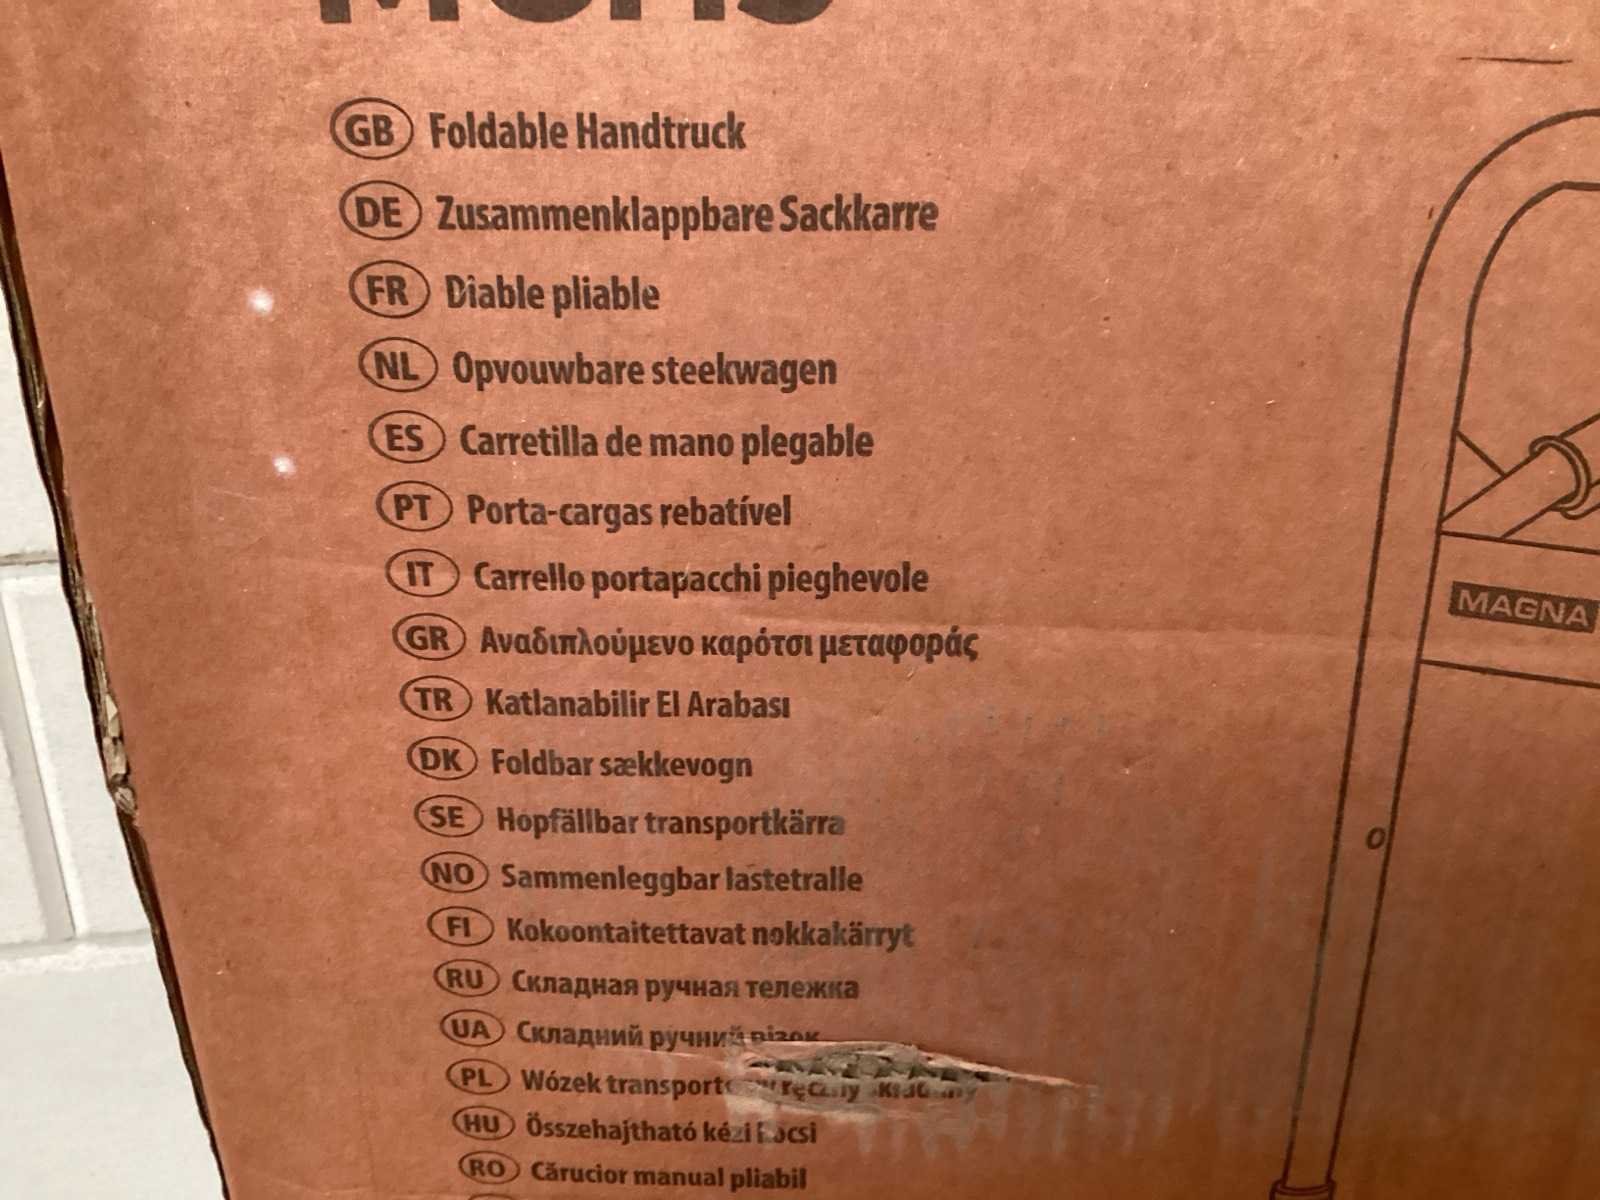 GB Foldable Handtruck
DE Zusammenklappbare Sackkarre
FR Dìable pliable
NL Opvouwbare steekwagen
ES Carretilla de mano plegable
PT Porta-cargas rebatível
IT Carrello portapacchi pieghevole
GR Αναδιπλούμενο καρότσι μεταφοράς
TR Katlanabilir El Arabası
DK Foldbar sækkevogn
SE Hopfällbar transportkärra
NO Sammenleggbar lastetralle
FI Kokoontaitettavat nokkakärryt
RU Складная ручная тележка
UA Складний ручний візок
PL Wózek ręczny
HU Összehajtható kézi
RO Cărucior manual pliabil
MAGNA